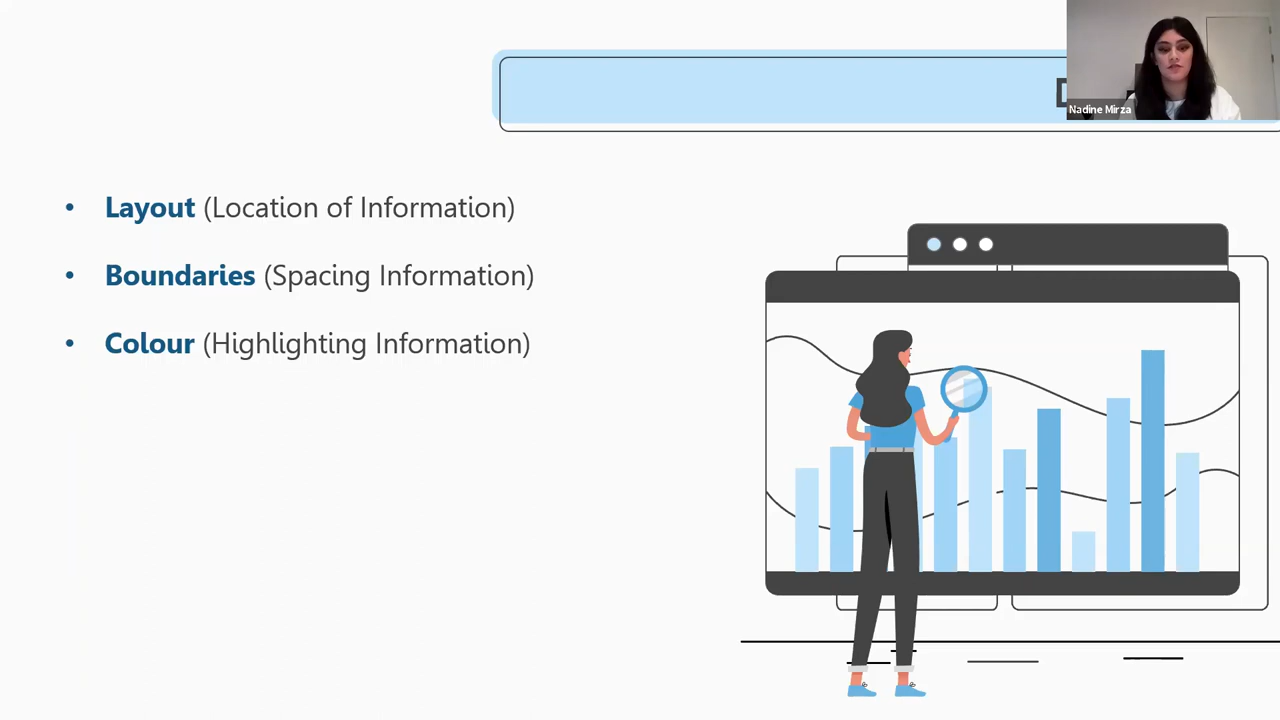 Nadine Mirza
• Layout (Location of Information)
• Boundaries (Spacing Information)
• Colour (Highlighting Information)